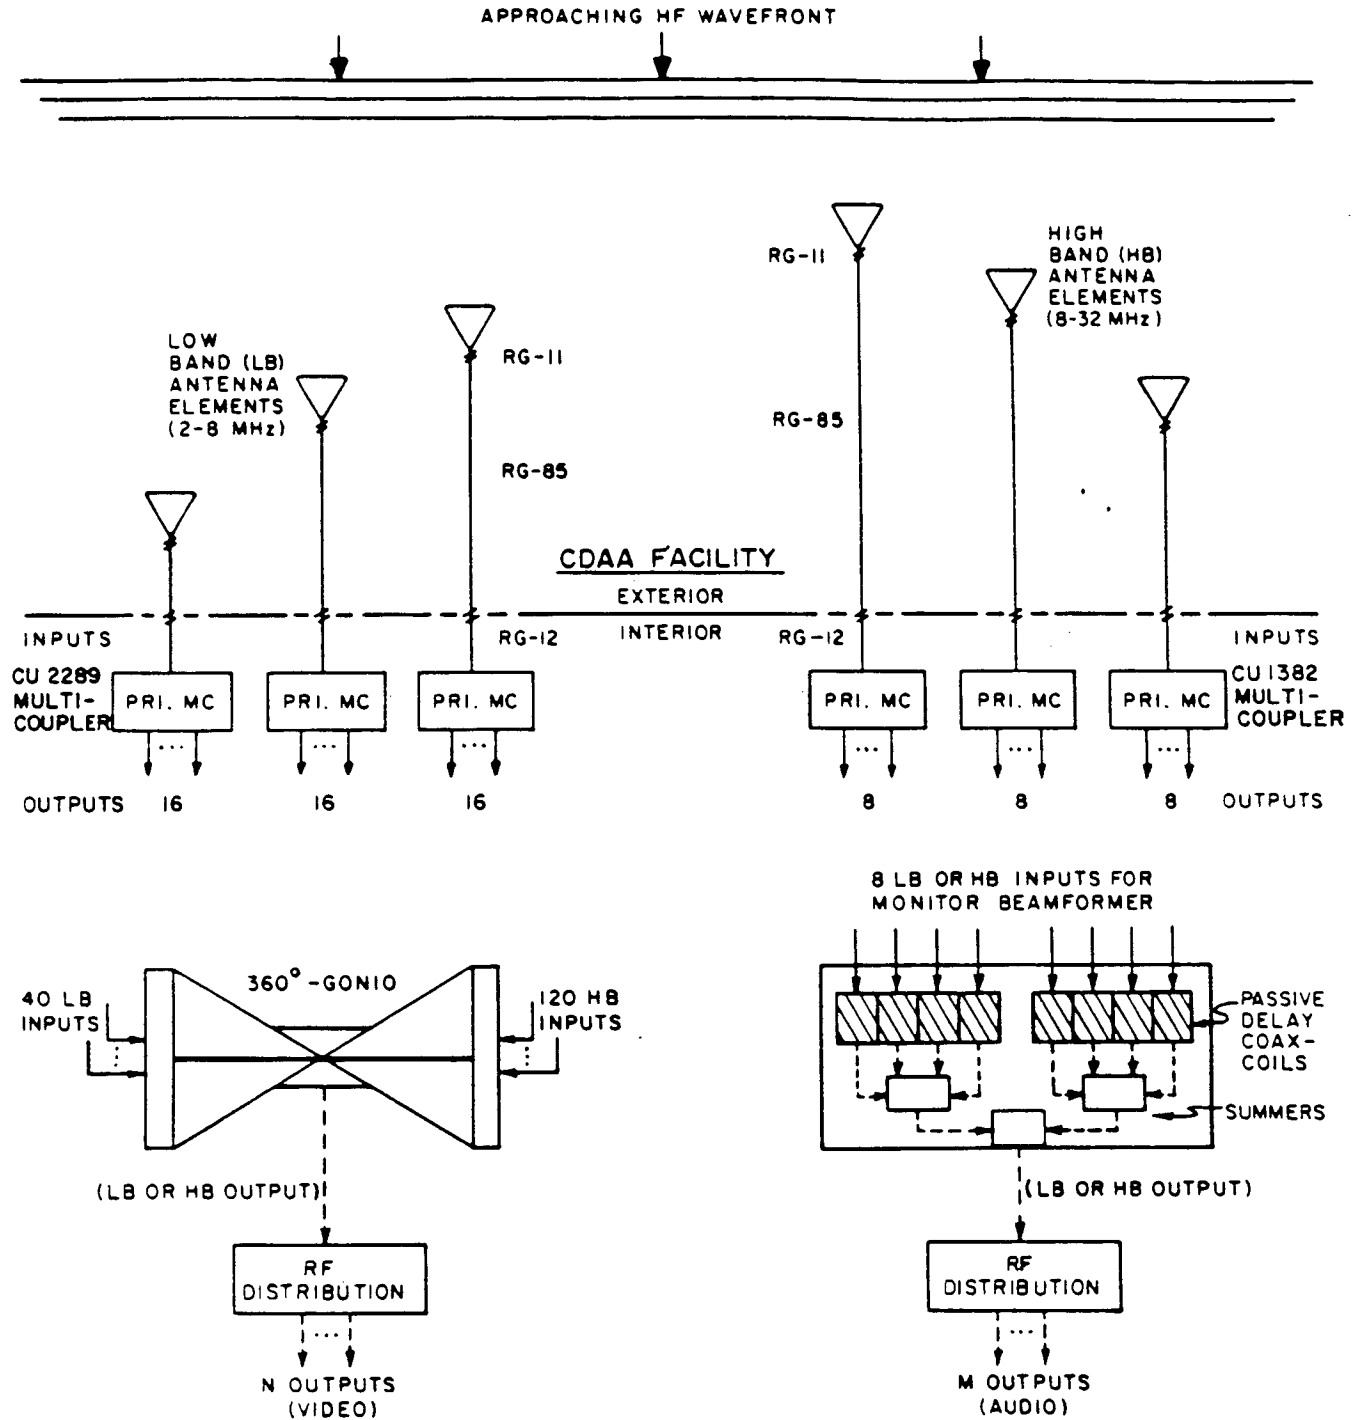 APPROACHING HF WAVEFRONT
RG-11
HIGH
BAND (HB)
ANTENNA
ELEMENTS
(8-32 MHz)
LOW
BAND (LB)
ANTENNA
ELEMENTS
(2-8 MHz)
RG-11
RG-85
RG-85
CDAA FACILITY
EXTERIOR
INTERIOR
INPUTS
RG-12
RG-12
INPUTS
CU 2289
MULTI-
COUPLER
PRI. MC
PRI. MC
PRI. MC
PRI. MC
PRI. MC
PRI. MC
CU 1382
MULTI-
COUPLER
...
...
...
...
...
...
OUTPUTS
16
16
16
8
8
8
OUTPUTS
8 LB OR HB INPUTS FOR
MONITOR BEAMFORMER
360°-GONIO
40 LB
INPUTS
120 HB
INPUTS
PASSIVE
DELAY
COAX-
COILS
SUMMERS
(LB OR HB OUTPUT)
(LB OR HB OUTPUT)
RF
DISTRIBUTION
RF
DISTRIBUTION
...
...
N OUTPUTS
(VIDEO)
M OUTPUTS
(AUDIO)